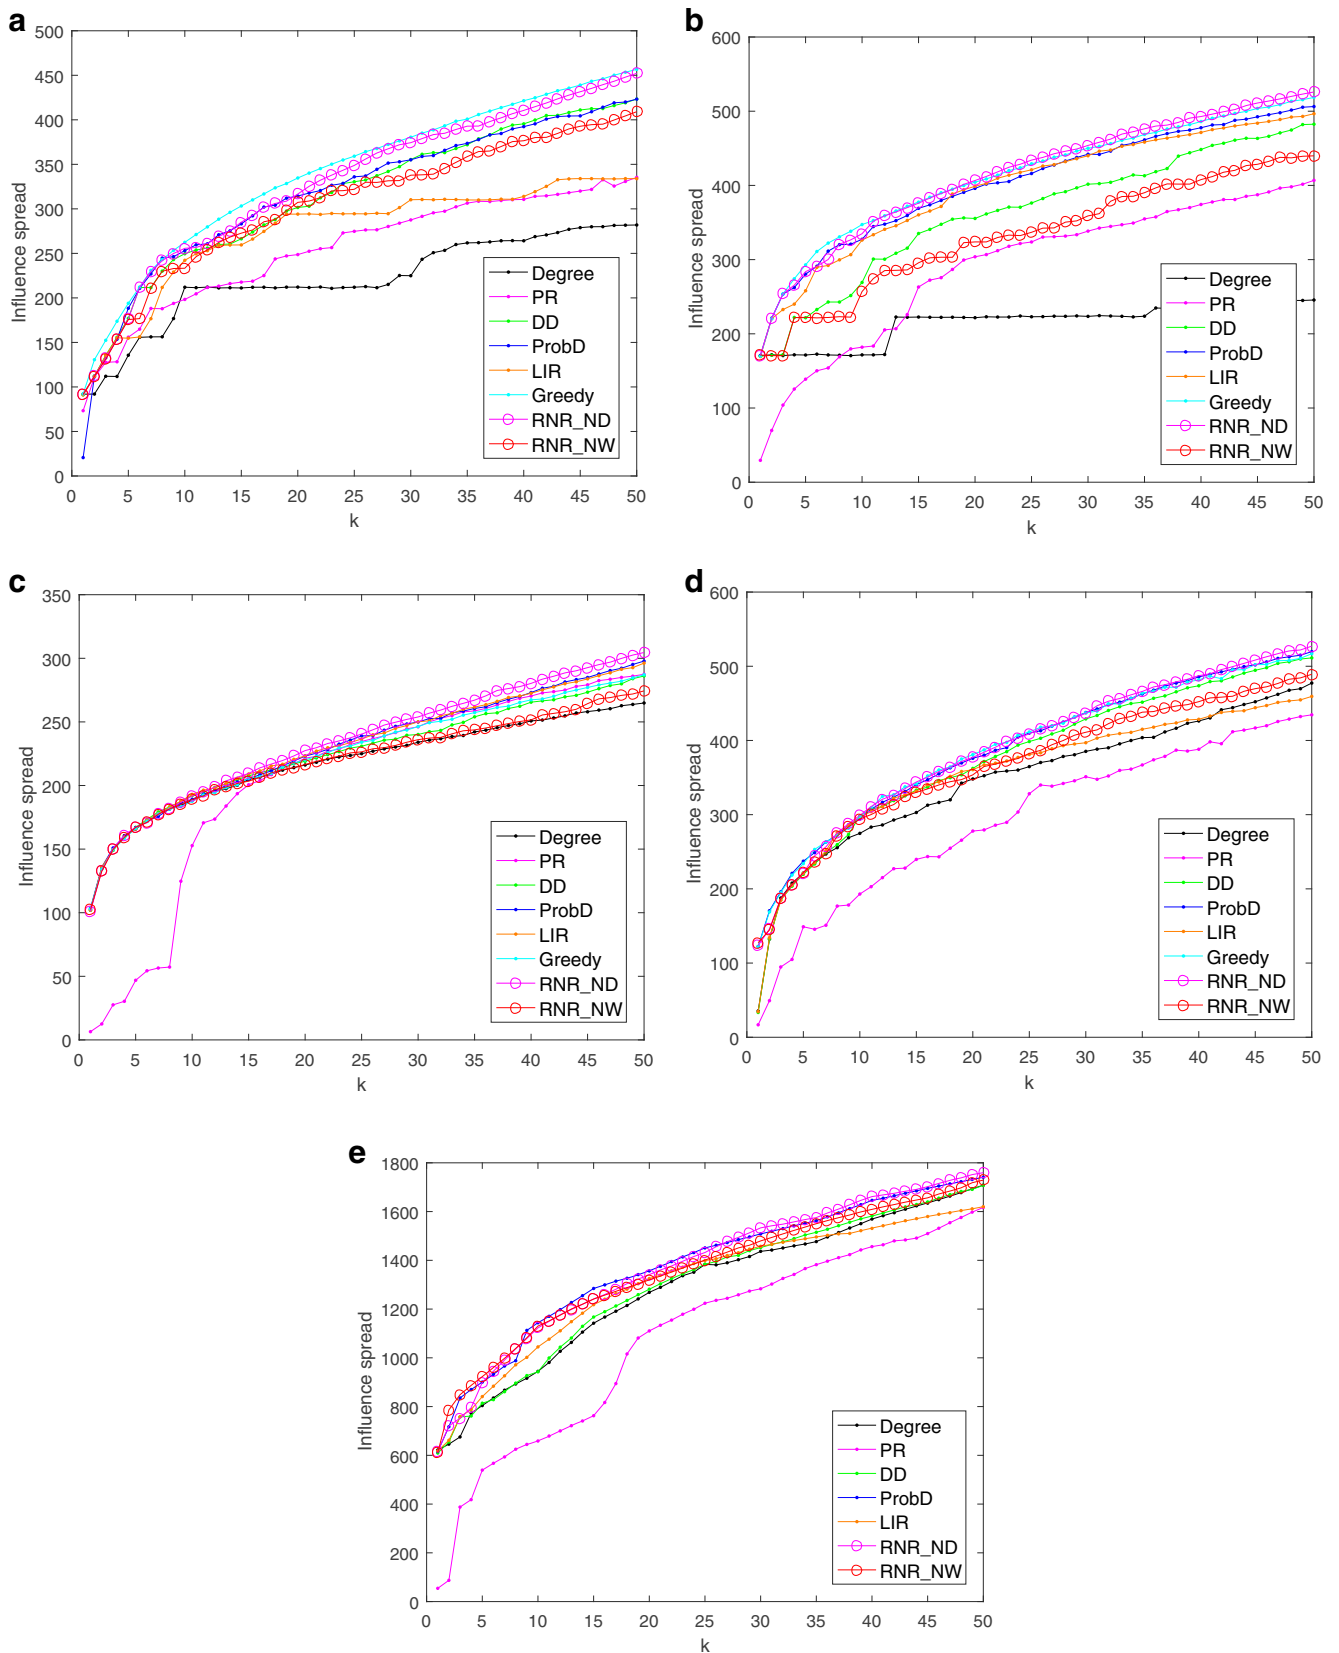 a
500
450
400
350
300
250
200
150
100
50
0
0 5 10 15 20 25 30 35 40 45 50
Influence spread
k
Degree
PR
DD
ProbD
LIR
Greedy
RNR_ND
RNR_NW
b
600
500
400
300
200
100
0
0 5 10 15 20 25 30 35 40 45 50
Influence spread
k
Degree
PR
DD
ProbD
LIR
Greedy
RNR_ND
RNR_NW
c
350
300
250
200
150
100
50
0
0 5 10 15 20 25 30 35 40 45 50
Influence spread
k
Degree
PR
DD
ProbD
LIR
Greedy
RNR_ND
RNR_NW
d
600
500
400
300
200
100
0
0 5 10 15 20 25 30 35 40 45 50
Influence spread
k
Degree
PR
DD
ProbD
LIR
Greedy
RNR_ND
RNR_NW
e
1800
1600
1400
1200
1000
800
600
400
200
0
0 5 10 15 20 25 30 35 40 45 50
Influence spread
k
Degree
PR
DD
ProbD
LIR
RNR_ND
RNR_NW